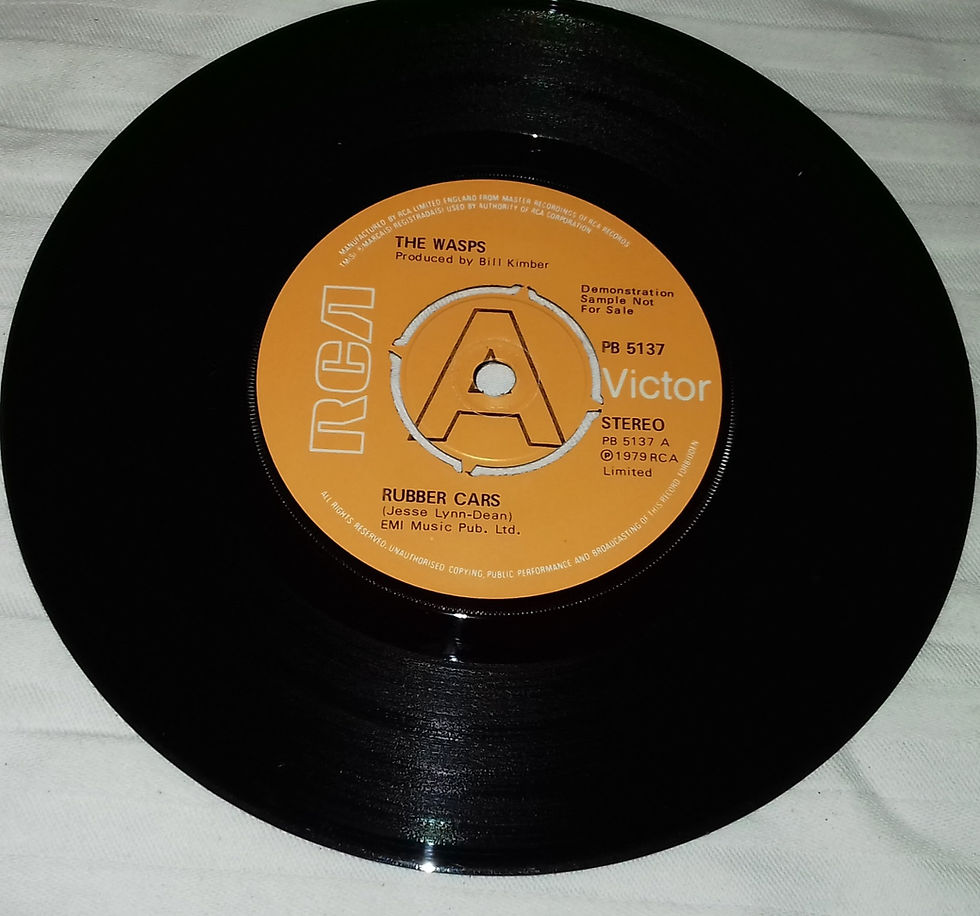 MANUFACTURED BY RCA LIMITED ENGLAND FROM MASTER RECORDINGS OF RCA RECORDS
TM(S) ® MARCA(S) REGISTRADA(S) USED BY AUTHORITY OF RCA CORPORATION
THE WASPS
Produced by Bill Kimber
Demonstration
Sample Not
For Sale
RCA
A
PB 5137
Victor
STEREO
PB 5137 A
℗ 1979 RCA
Limited
RUBBER CARS
(Jesse Lynn-Dean)
EMI Music Pub. Ltd.
ALL RIGHTS RESERVED. UNAUTHORISED COPYING, PUBLIC PERFORMANCE AND BROADCASTING OF THIS RECORD FORBIDDEN